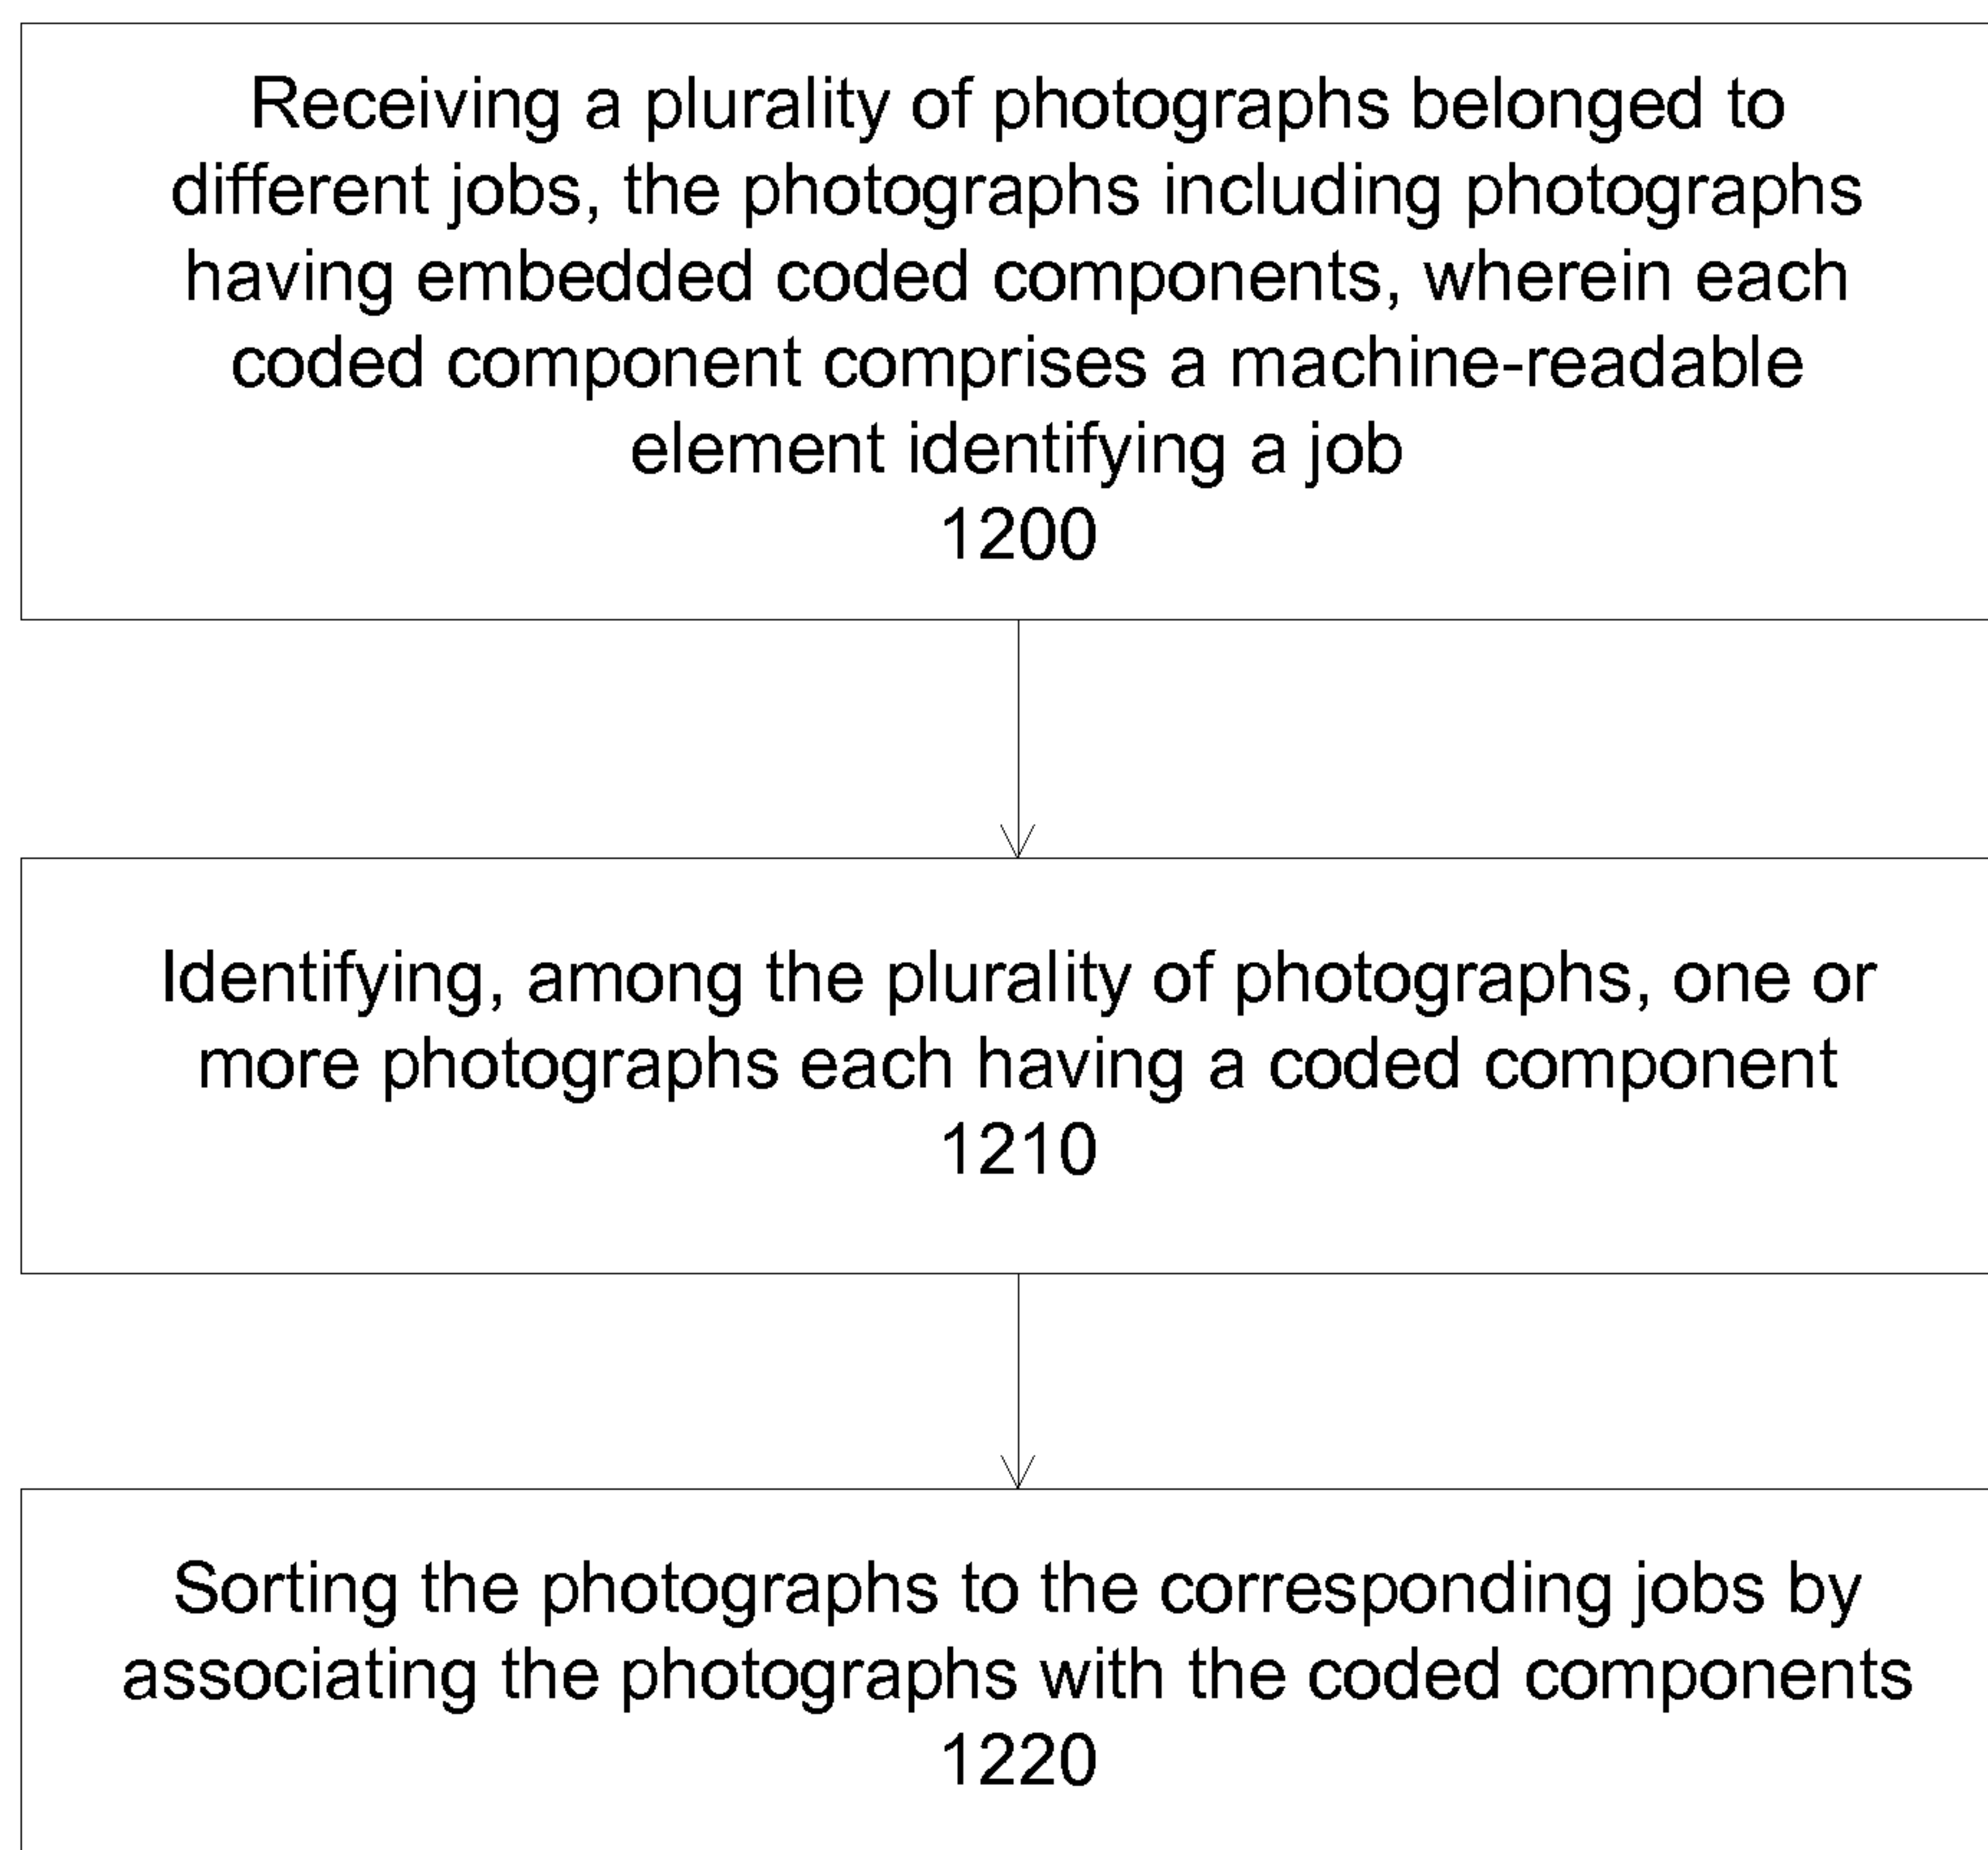 Receiving a plurality of photographs belonged to
different jobs, the photographs including photographs
having embedded coded components, wherein each
coded component comprises a machine-readable
element identifying a job
1200
Identifying, among the plurality of photographs, one or
more photographs each having a coded component
1210
Sorting the photographs to the corresponding jobs by
associating the photographs with the coded components
1220